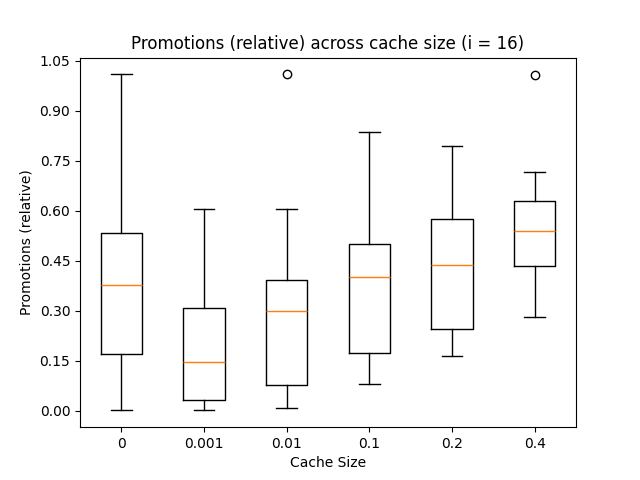 Promotions (relative) across cache size (i = 16)
Promotions (relative)
1.05
0.90
0.75
0.60
0.45
0.30
0.15
0.00
0 0.001 0.01 0.1 0.2 0.4
Cache Size